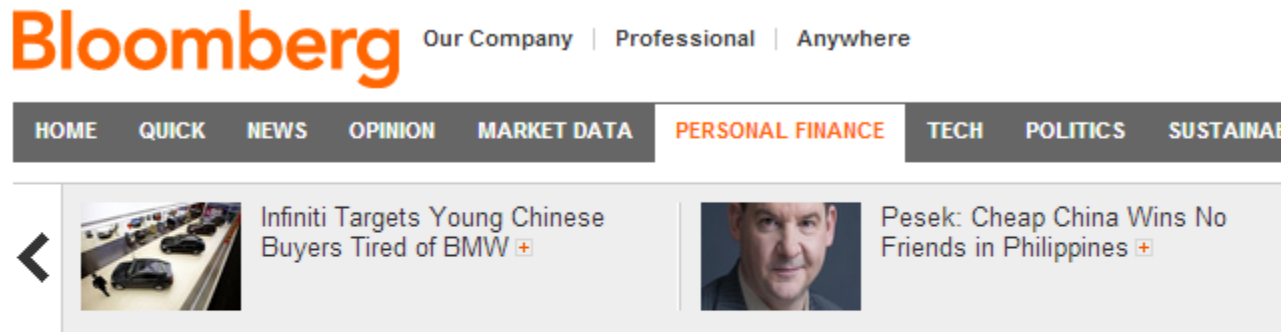 Bloomberg Our Company | Professional | Anywhere
HOME QUICK NEWS OPINION MARKET DATA PERSONAL FINANCE TECH POLITICS SUSTAINAB
Infiniti Targets Young Chinese
Buyers Tired of BMW +
Pesek: Cheap China Wins No
Friends in Philippines +